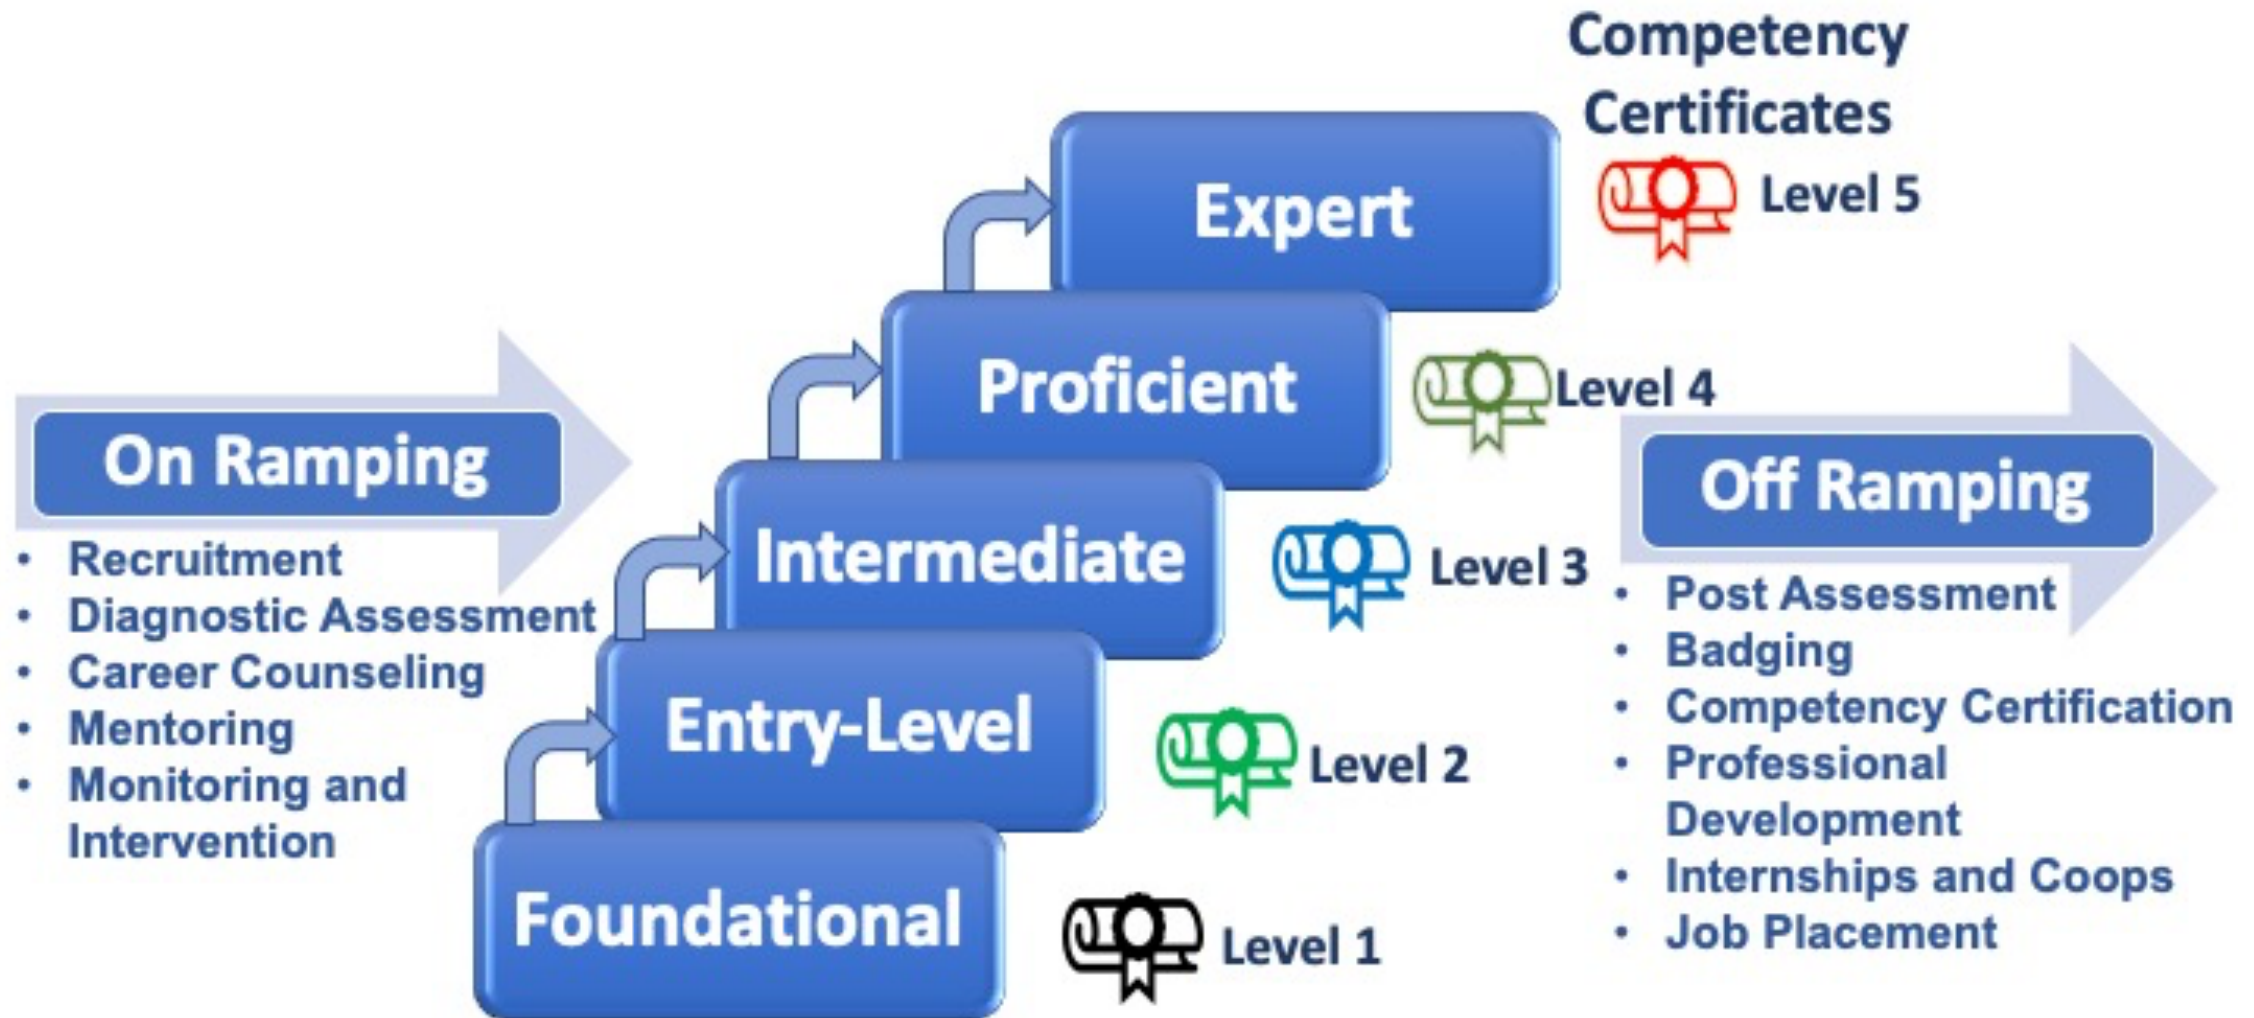 Competency
Certificates
Expert
Level 5
Proficient
Level 4
Intermediate
Level 3
Entry-Level
Level 2
Foundational
Level 1
On Ramping
• Recruitment
• Diagnostic Assessment
• Career Counseling
• Mentoring
• Monitoring and
Intervention
Off Ramping
• Post Assessment
• Badging
• Competency Certification
• Professional
Development
• Internships and Coops
• Job Placement